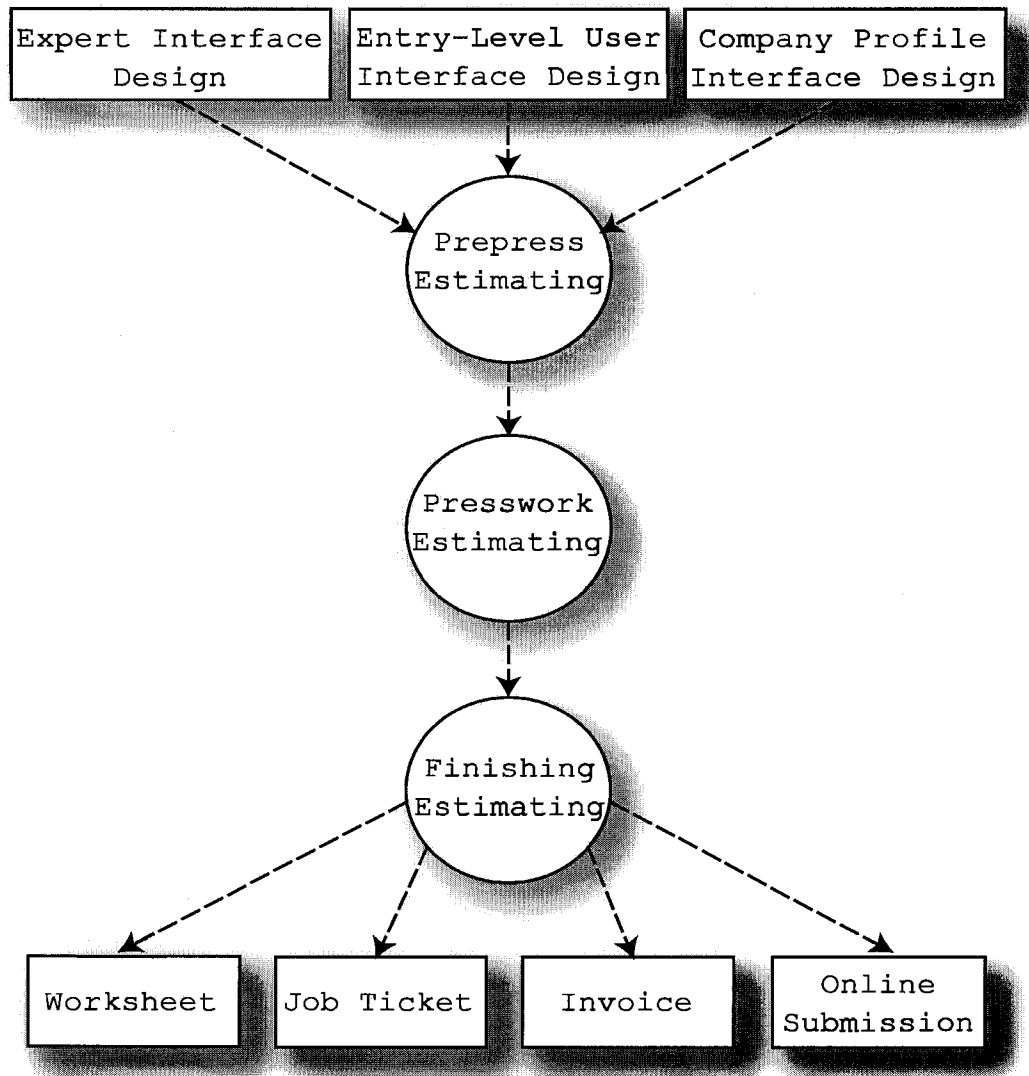 Expert Interface
Design
Entry-Level User
Interface Design
Company Profile
Interface Design
Prepress
Estimating
Presswork
Estimating
Finishing
Estimating
Worksheet
Job Ticket
Invoice
Online
Submission